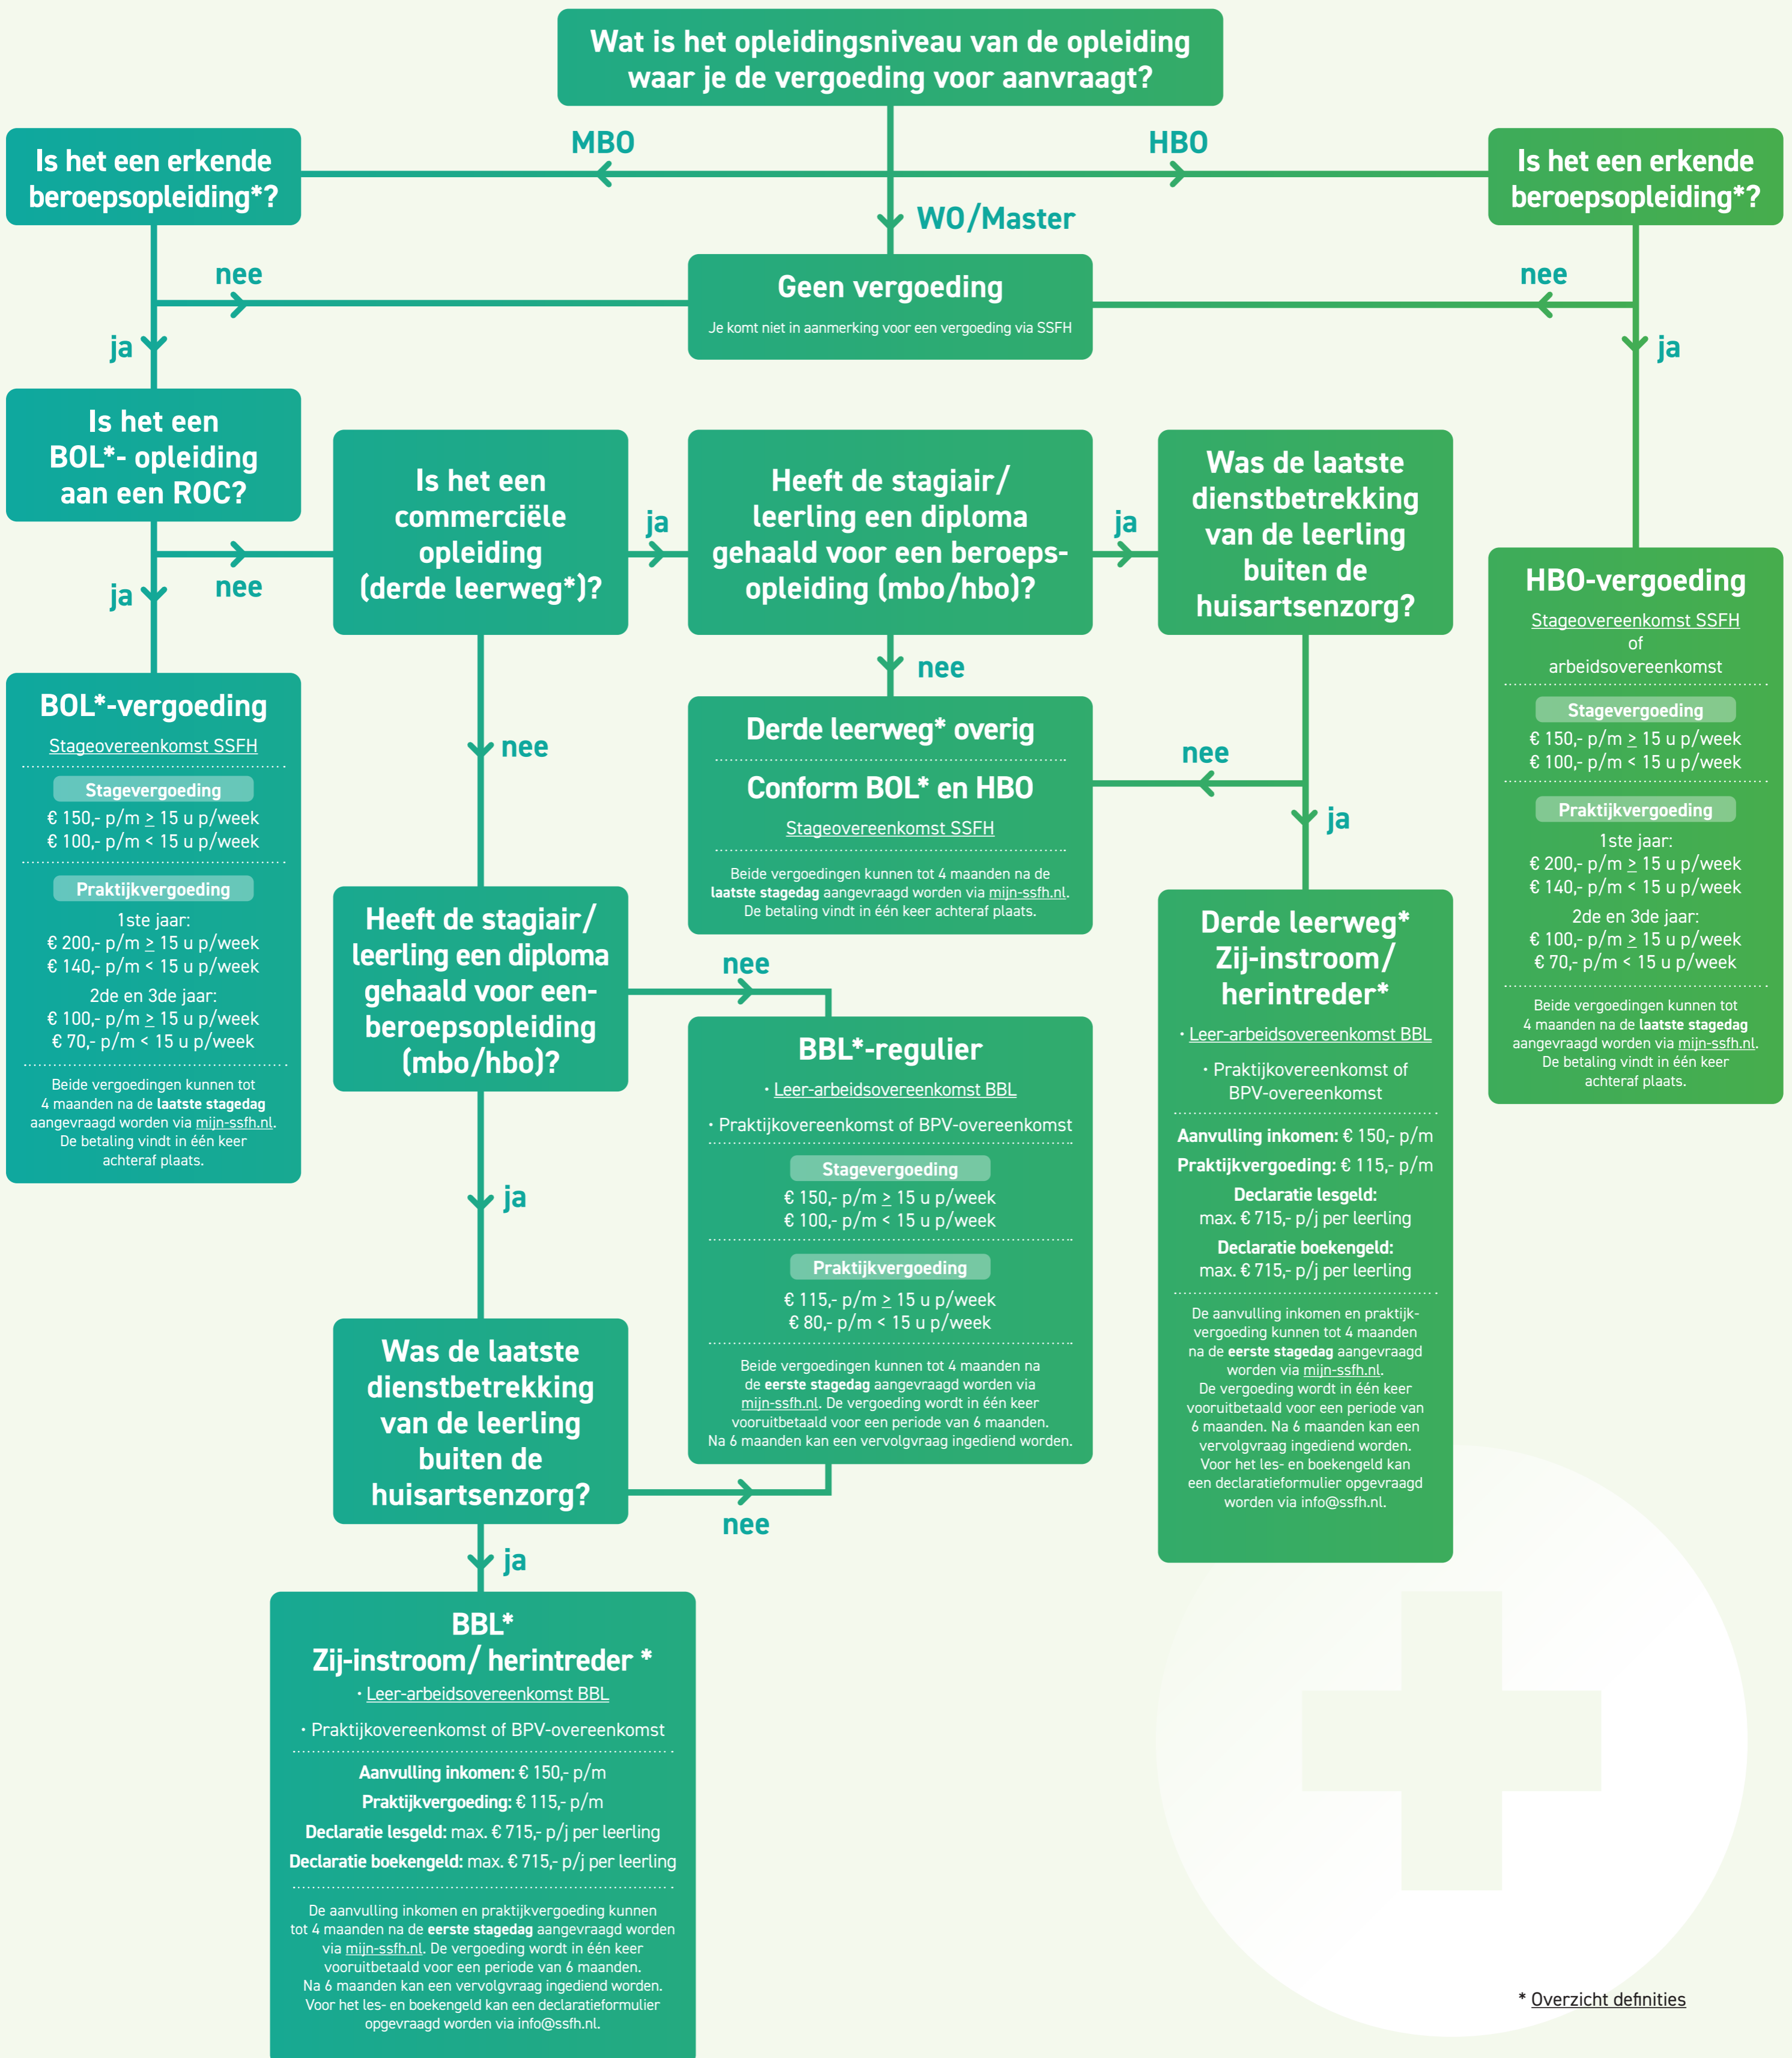 Wat is het opleidingsniveau van de opleiding
waar je de vergoeding voor aanvraagt?
MBO
HBO
WO/Master
Is het een erkende
beroepsopleiding*?
Is het een erkende
beroepsopleiding*?
nee
Geen vergoeding
Je komt niet in aanmerking voor een vergoeding via SSFH
nee
ja
ja
Is het een
BOL*- opleiding
aan een ROC?
nee
ja
Is het een
commerciële
opleiding
(derde leerweg*)?
ja
Heeft de stagiair/
leerling een diploma
gehaald voor een beroeps-
opleiding (mbo/hbo)?
ja
Was de laatste
dienstbetrekking
van de leerling
buiten de
huisartsenzorg?
HBO-vergoeding
Stageovereenkomst SSFH
of
arbeidsovereenkomst
Stagevergoeding
€ 150,- p/m ≥ 15 u p/week
€ 100,- p/m < 15 u p/week
Praktijkvergoeding
1ste jaar:
€ 200,- p/m ≥ 15 u p/week
€ 140,- p/m < 15 u p/week
2de en 3de jaar:
€ 100,- p/m ≥ 15 u p/week
€ 70,- p/m < 15 u p/week
Beide vergoedingen kunnen tot
4 maanden na de laatste stagedag
aangevraagd worden via mijn-ssfh.nl.
De betaling vindt in één keer
achteraf plaats.
BOL*-vergoeding
Stageovereenkomst SSFH
Stagevergoeding
€ 150,- p/m ≥ 15 u p/week
€ 100,- p/m < 15 u p/week
Praktijkvergoeding
1ste jaar:
€ 200,- p/m ≥ 15 u p/week
€ 140,- p/m < 15 u p/week
2de en 3de jaar:
€ 100,- p/m ≥ 15 u p/week
€ 70,- p/m < 15 u p/week
Beide vergoedingen kunnen tot
4 maanden na de laatste stagedag
aangevraagd worden via mijn-ssfh.nl.
De betaling vindt in één keer
achteraf plaats.
nee
nee
Derde leerweg* overig
Conform BOL* en HBO
Stageovereenkomst SSFH
Beide vergoedingen kunnen tot 4 maanden na de
laatste stagedag aangevraagd worden via mijn-ssfh.nl.
De betaling vindt in één keer achteraf plaats.
nee
ja
Derde leerweg*
Zij-instroom/
herintreder*
· Leer-arbeidsovereenkomst BBL
· Praktijkovereenkomst of
BPV-overeenkomst
Aanvulling inkomen: € 150,- p/m
Praktijkvergoeding: € 115,- p/m
Declaratie lesgeld:
max. € 715,- p/j per leerling
Declaratie boekengeld:
max. € 715,- p/j per leerling
De aanvulling inkomen en praktijk-
vergoeding kunnen tot 4 maanden
na de eerste stagedag aangevraagd
worden via mijn-ssfh.nl.
De vergoeding wordt in één keer
vooruitbetaald voor een periode van
6 maanden. Na 6 maanden kan een
vervolgvraag ingediend worden.
Voor het les- en boekengeld kan
een declaratieformulier opgevraagd
worden via info@ssfh.nl.
Heeft de stagiair/
leerling een diploma
gehaald voor een-
beroepsopleiding
(mbo/hbo)?
nee
BBL*-regulier
· Leer-arbeidsovereenkomst BBL
· Praktijkovereenkomst of BPV-overeenkomst
Stagevergoeding
€ 150,- p/m ≥ 15 u p/week
€ 100,- p/m < 15 u p/week
Praktijkvergoeding
€ 115,- p/m ≥ 15 u p/week
€ 80,- p/m < 15 u p/week
Beide vergoedingen kunnen tot 4 maanden na
de eerste stagedag aangevraagd worden via
mijn-ssfh.nl. De vergoeding wordt in één keer
vooruitbetaald voor een periode van 6 maanden.
Na 6 maanden kan een vervolgvraag ingediend worden.
ja
Was de laatste
dienstbetrekking
van de leerling
buiten de
huisartsenzorg?
nee
ja
BBL*
Zij-instroom/ herintreder *
· Leer-arbeidsovereenkomst BBL
· Praktijkovereenkomst of BPV-overeenkomst
Aanvulling inkomen: € 150,- p/m
Praktijkvergoeding: € 115,- p/m
Declaratie lesgeld: max. € 715,- p/j per leerling
Declaratie boekengeld: max. € 715,- p/j per leerling
De aanvulling inkomen en praktijkvergoeding kunnen
tot 4 maanden na de eerste stagedag aangevraagd worden
via mijn-ssfh.nl. De vergoeding wordt in één keer
vooruitbetaald voor een periode van 6 maanden.
Na 6 maanden kan een vervolgvraag ingediend worden.
Voor het les- en boekengeld kan een declaratieformulier
opgevraagd worden via info@ssfh.nl.
* Overzicht definities